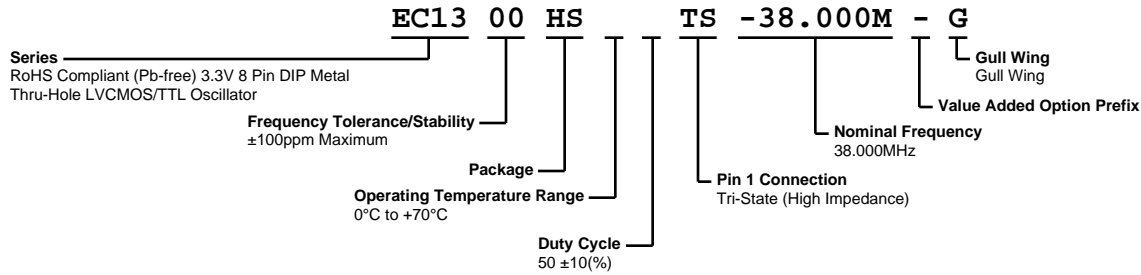 EC13 00 HS TS -38.000M - G
Series
RoHS Compliant (Pb-free) 3.3V 8 Pin DIP Metal
Thru-Hole LVCMOS/TTL Oscillator
Gull Wing
Gull Wing
Value Added Option Prefix
Frequency Tolerance/Stability
±100ppm Maximum
Nominal Frequency
38.000MHz
Package
Pin 1 Connection
Tri-State (High Impedance)
Operating Temperature Range
0°C to +70°C
Duty Cycle
50 ±10(%)